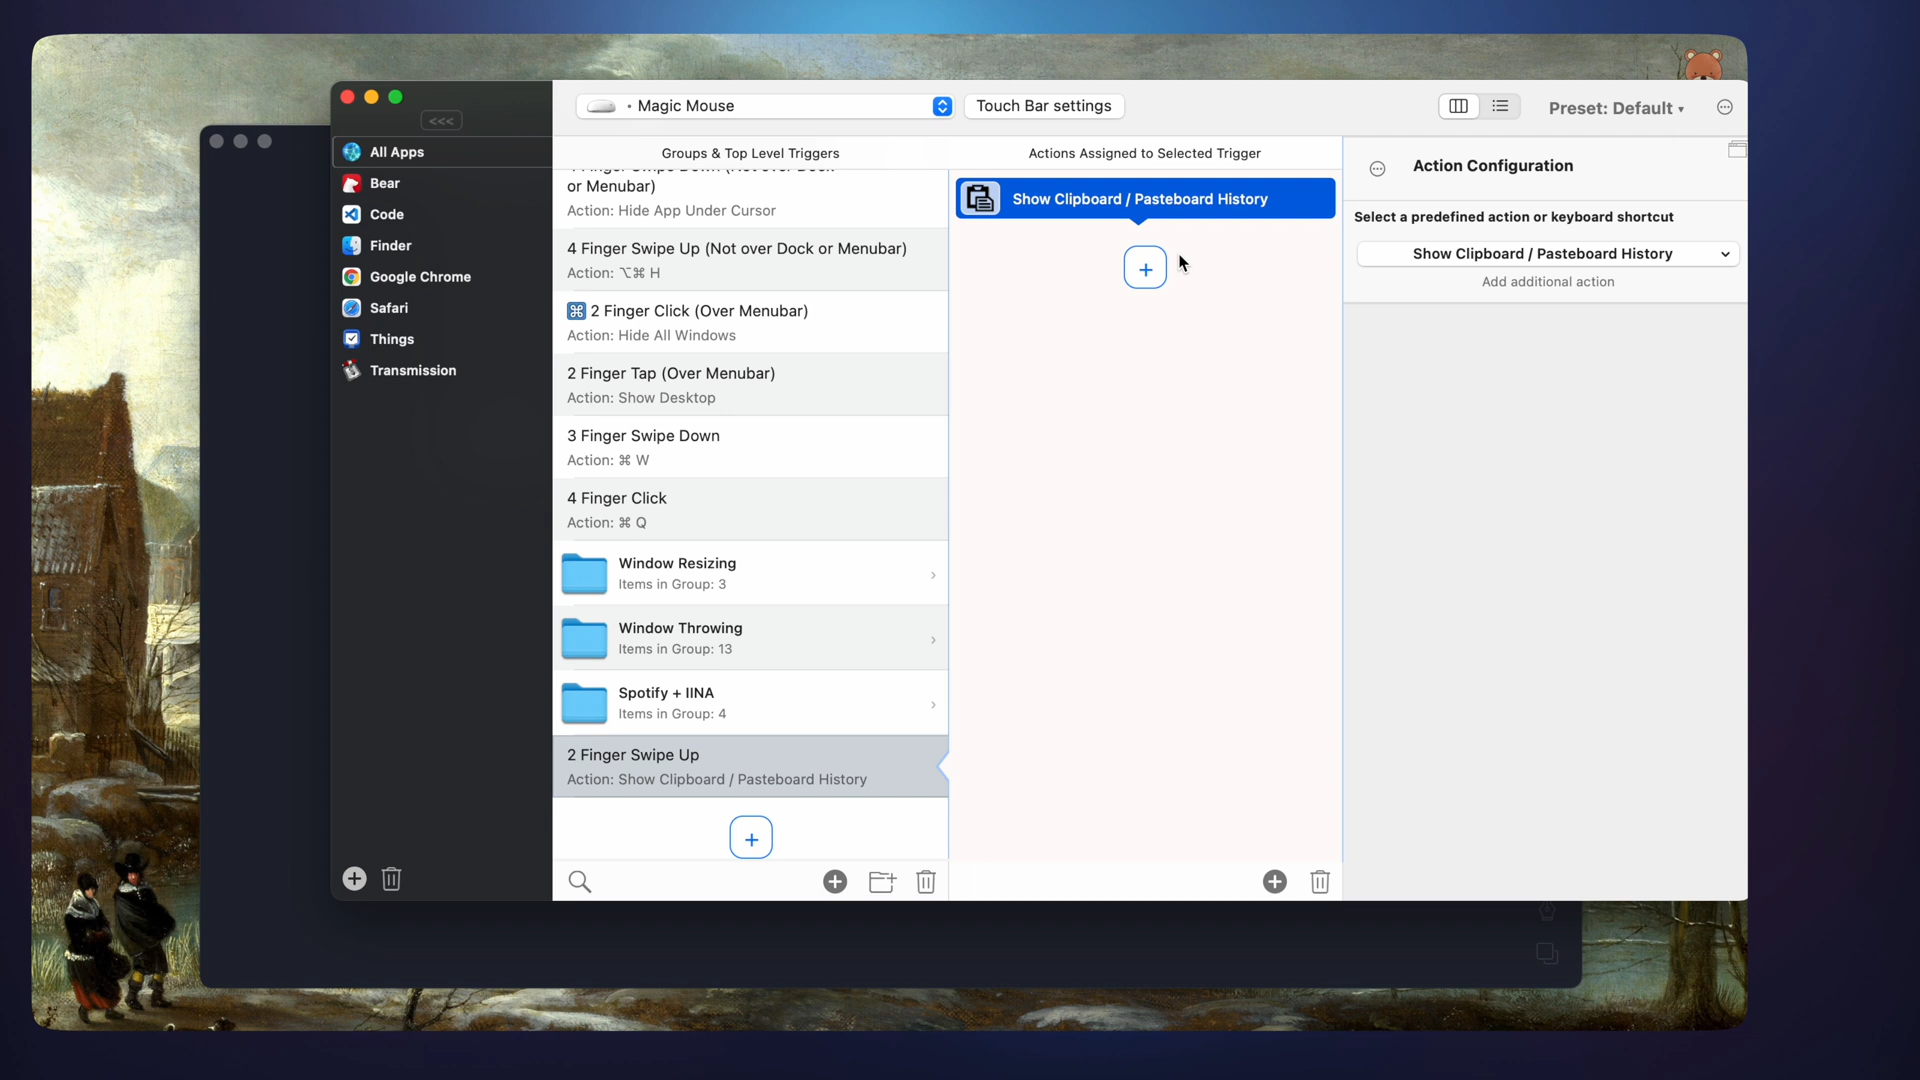 Magic Mouse
Touch Bar settings
Preset: Default
<<<
All Apps
Bear
Code
Finder
Google Chrome
Safari
Things
Transmission
Groups & Top Level Triggers
or Menubar)
Action: Hide App Under Cursor
4 Finger Swipe Up (Not over Dock or Menubar)
Action: ⌥⌘ H
⌘ 2 Finger Click (Over Menubar)
Action: Hide All Windows
2 Finger Tap (Over Menubar)
Action: Show Desktop
3 Finger Swipe Down
Action: ⌘ W
4 Finger Click
Action: ⌘ Q
Window Resizing
Items in Group: 3
Window Throwing
Items in Group: 13
Spotify + IINA
Items in Group: 4
2 Finger Swipe Up
Action: Show Clipboard / Pasteboard History
Actions Assigned to Selected Trigger
Show Clipboard / Pasteboard History
Action Configuration
Select a predefined action or keyboard shortcut
Show Clipboard / Pasteboard History
Add additional action